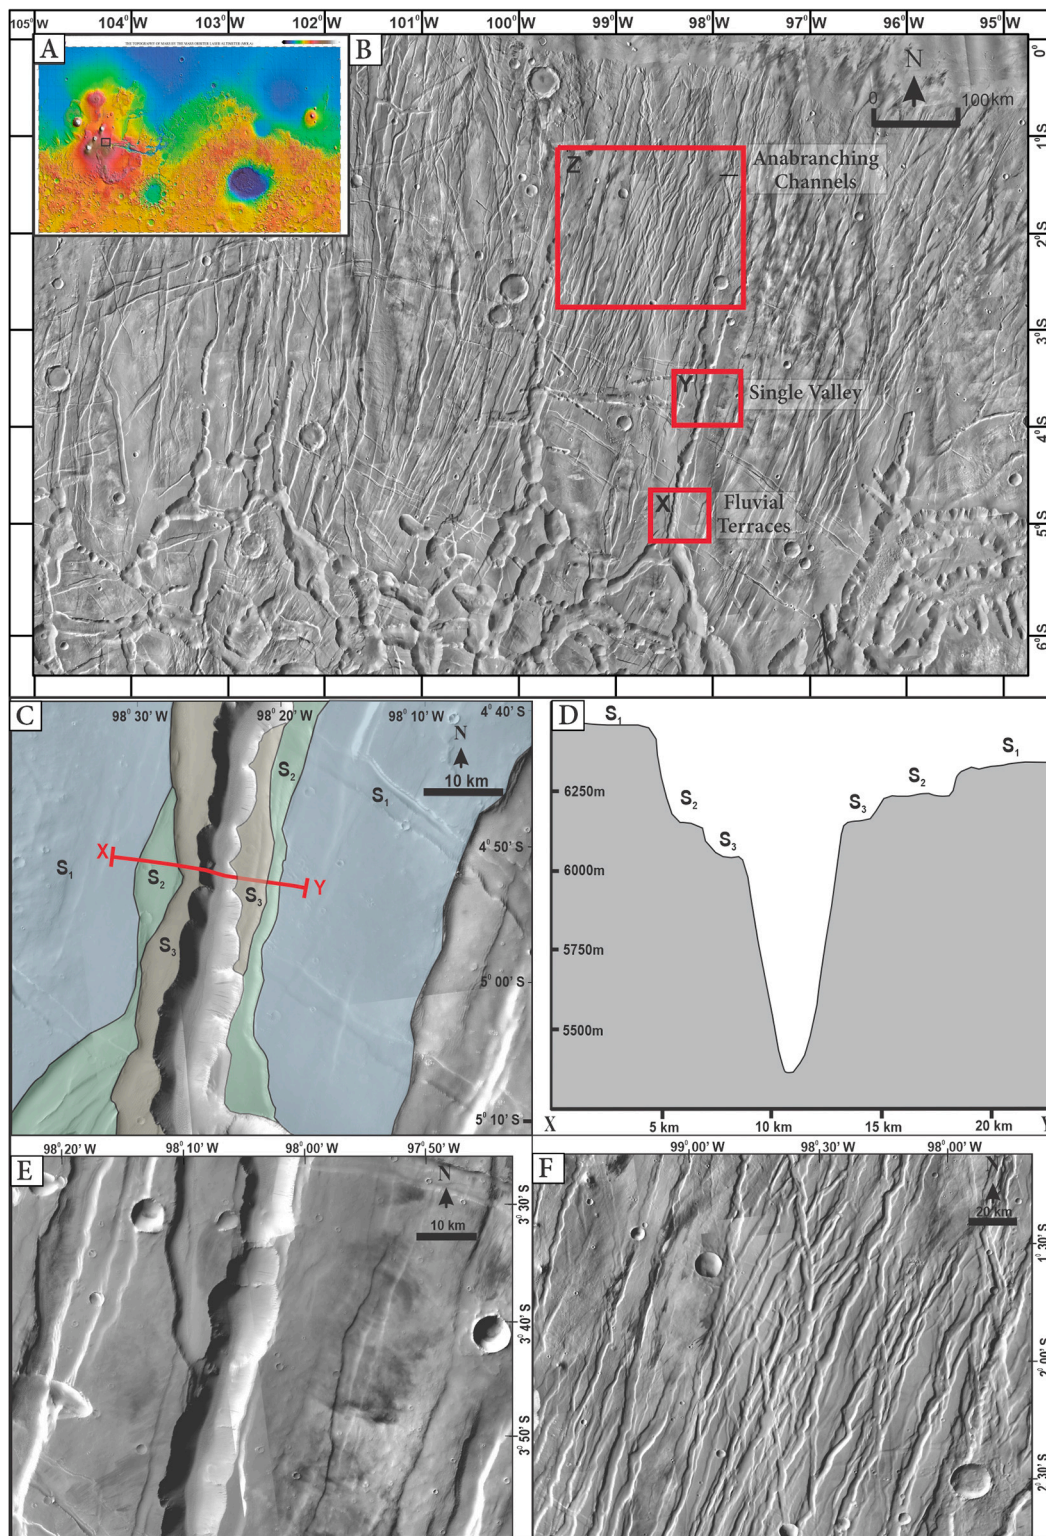 105°W 104°W 103°W 102°W 101°W 100°W 99°W 98°W 97°W 96°W 95°W
A
B
N
0 100km
0°
1°S
2°S
3°S
4°S
5°S
6°S
Z
Anabranching
Channels
Y
Single Valley
X
Fluvial
Terraces
C
98° 30' W 98° 20' W 98° 10' W 4° 40' S
N
10 km
S2
S1
4° 50' S
X
S1
S2
Y
S3
S3
5° 00' S
5° 10' S
D
S1
S1
6250m
S2
S2
S3
S3
6000m
5750m
5500m
X 5 km 10 km 15 km 20 km Y
98° 20' W 98° 10' W 98° 00' W 97° 50' W
E
N
10 km
3° 30' S
3° 40' S
3° 50' S
99° 00' W 98° 30' W 98° 00' W
F
N
20 km
1° 30' S
2° 00' S
2° 30' S